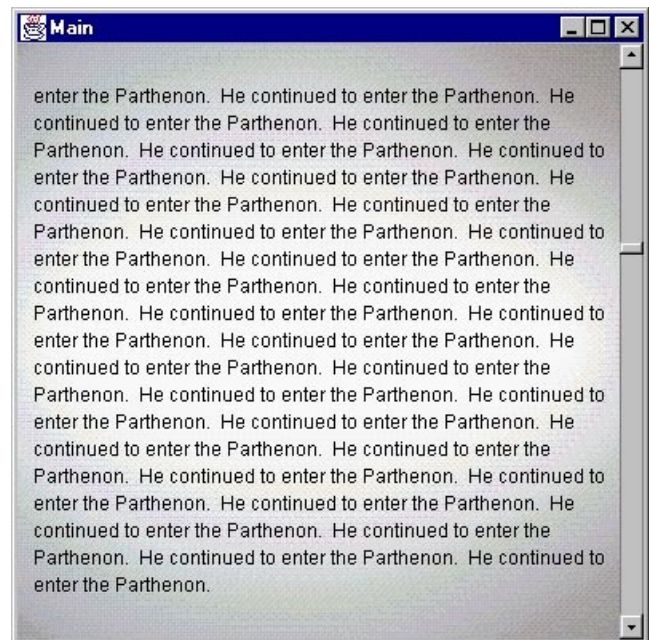 Main
enter the Parthenon.  He continued to enter the Parthenon.  He
continued to enter the Parthenon.  He continued to enter the
Parthenon.  He continued to enter the Parthenon.  He continued to
enter the Parthenon.  He continued to enter the Parthenon.  He
continued to enter the Parthenon.  He continued to enter the
Parthenon.  He continued to enter the Parthenon.  He continued to
enter the Parthenon.  He continued to enter the Parthenon.  He
continued to enter the Parthenon.  He continued to enter the
Parthenon.  He continued to enter the Parthenon.  He continued to
enter the Parthenon.  He continued to enter the Parthenon.  He
continued to enter the Parthenon.  He continued to enter the
Parthenon.  He continued to enter the Parthenon.  He continued to
enter the Parthenon.  He continued to enter the Parthenon.  He
continued to enter the Parthenon.  He continued to enter the
Parthenon.  He continued to enter the Parthenon.  He continued to
enter the Parthenon.  He continued to enter the Parthenon.  He
continued to enter the Parthenon.  He continued to enter the
Parthenon.  He continued to enter the Parthenon.  He continued to
enter the Parthenon.